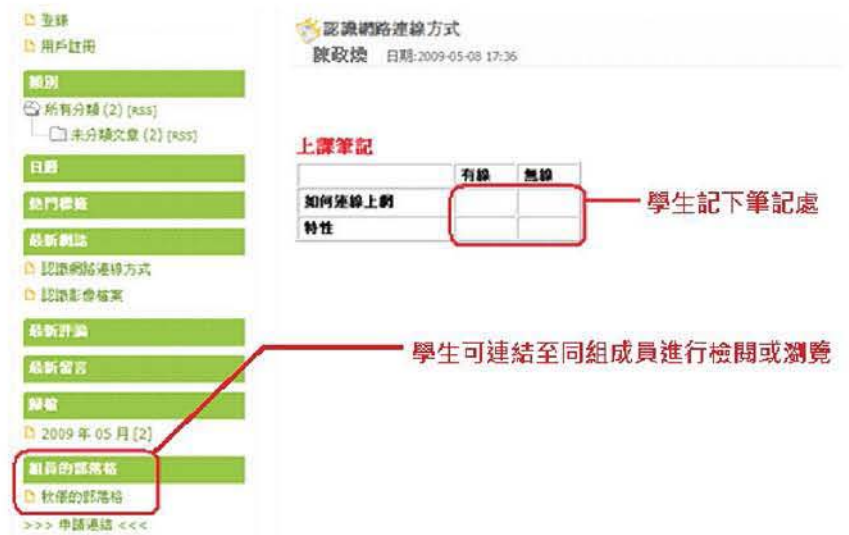 登錄
用戶註冊
類別
所有分類 (2) [RSS]
未分類文章 (2) [RSS]
日曆
熱門標籤
最新網誌
認識網路連線方式
認識影像檔案
最新評論
最新留言
歸檔
2009 年 05 月 [2]
組員的部落格
秋儀的部落格
>>> 申請連結 <<<
認識網路連線方式
陳政煥 日期:2009-05-08 17:36
上課筆記
有線 無線
如何連線上網
特性
學生記下筆記處
學生可連結至同組成員進行檢閱或瀏覽